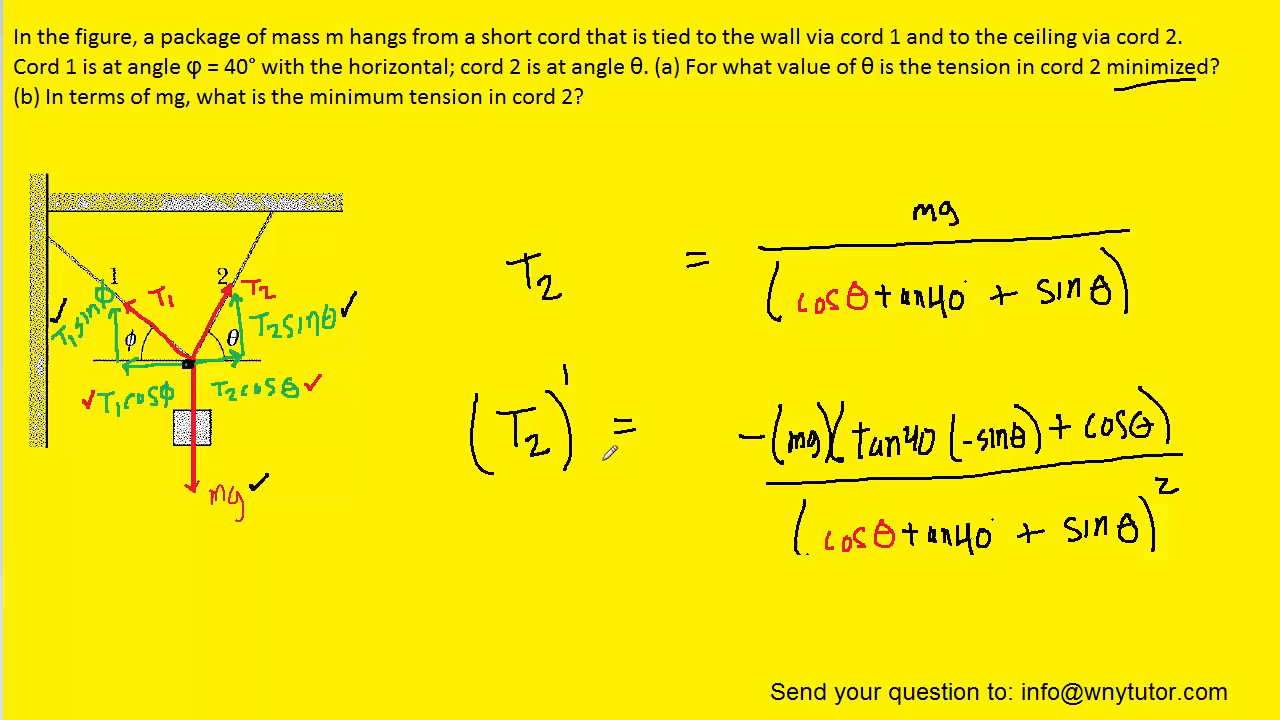 In the figure, a package of mass m hangs from a short cord that is tied to the wall via cord 1 and to the ceiling via cord 2.
Cord 1 is at angle φ = 40° with the horizontal; cord 2 is at angle θ. (a) For what value of θ is the tension in cord 2 minimized?
(b) In terms of mg, what is the minimum tension in cord 2?
1
2
T₁
T₂
T₁sinϕ
T₂sinθ
ϕ
θ
T₁cosϕ
T₂cosθ
mg
T₂ = mg / (cosθ tan40° + sinθ)
(T₂)' = -(mg)(tan40(-sinθ) + cosθ) / (cosθ tan40° + sinθ)²
Send your question to: info@wnytutor.com